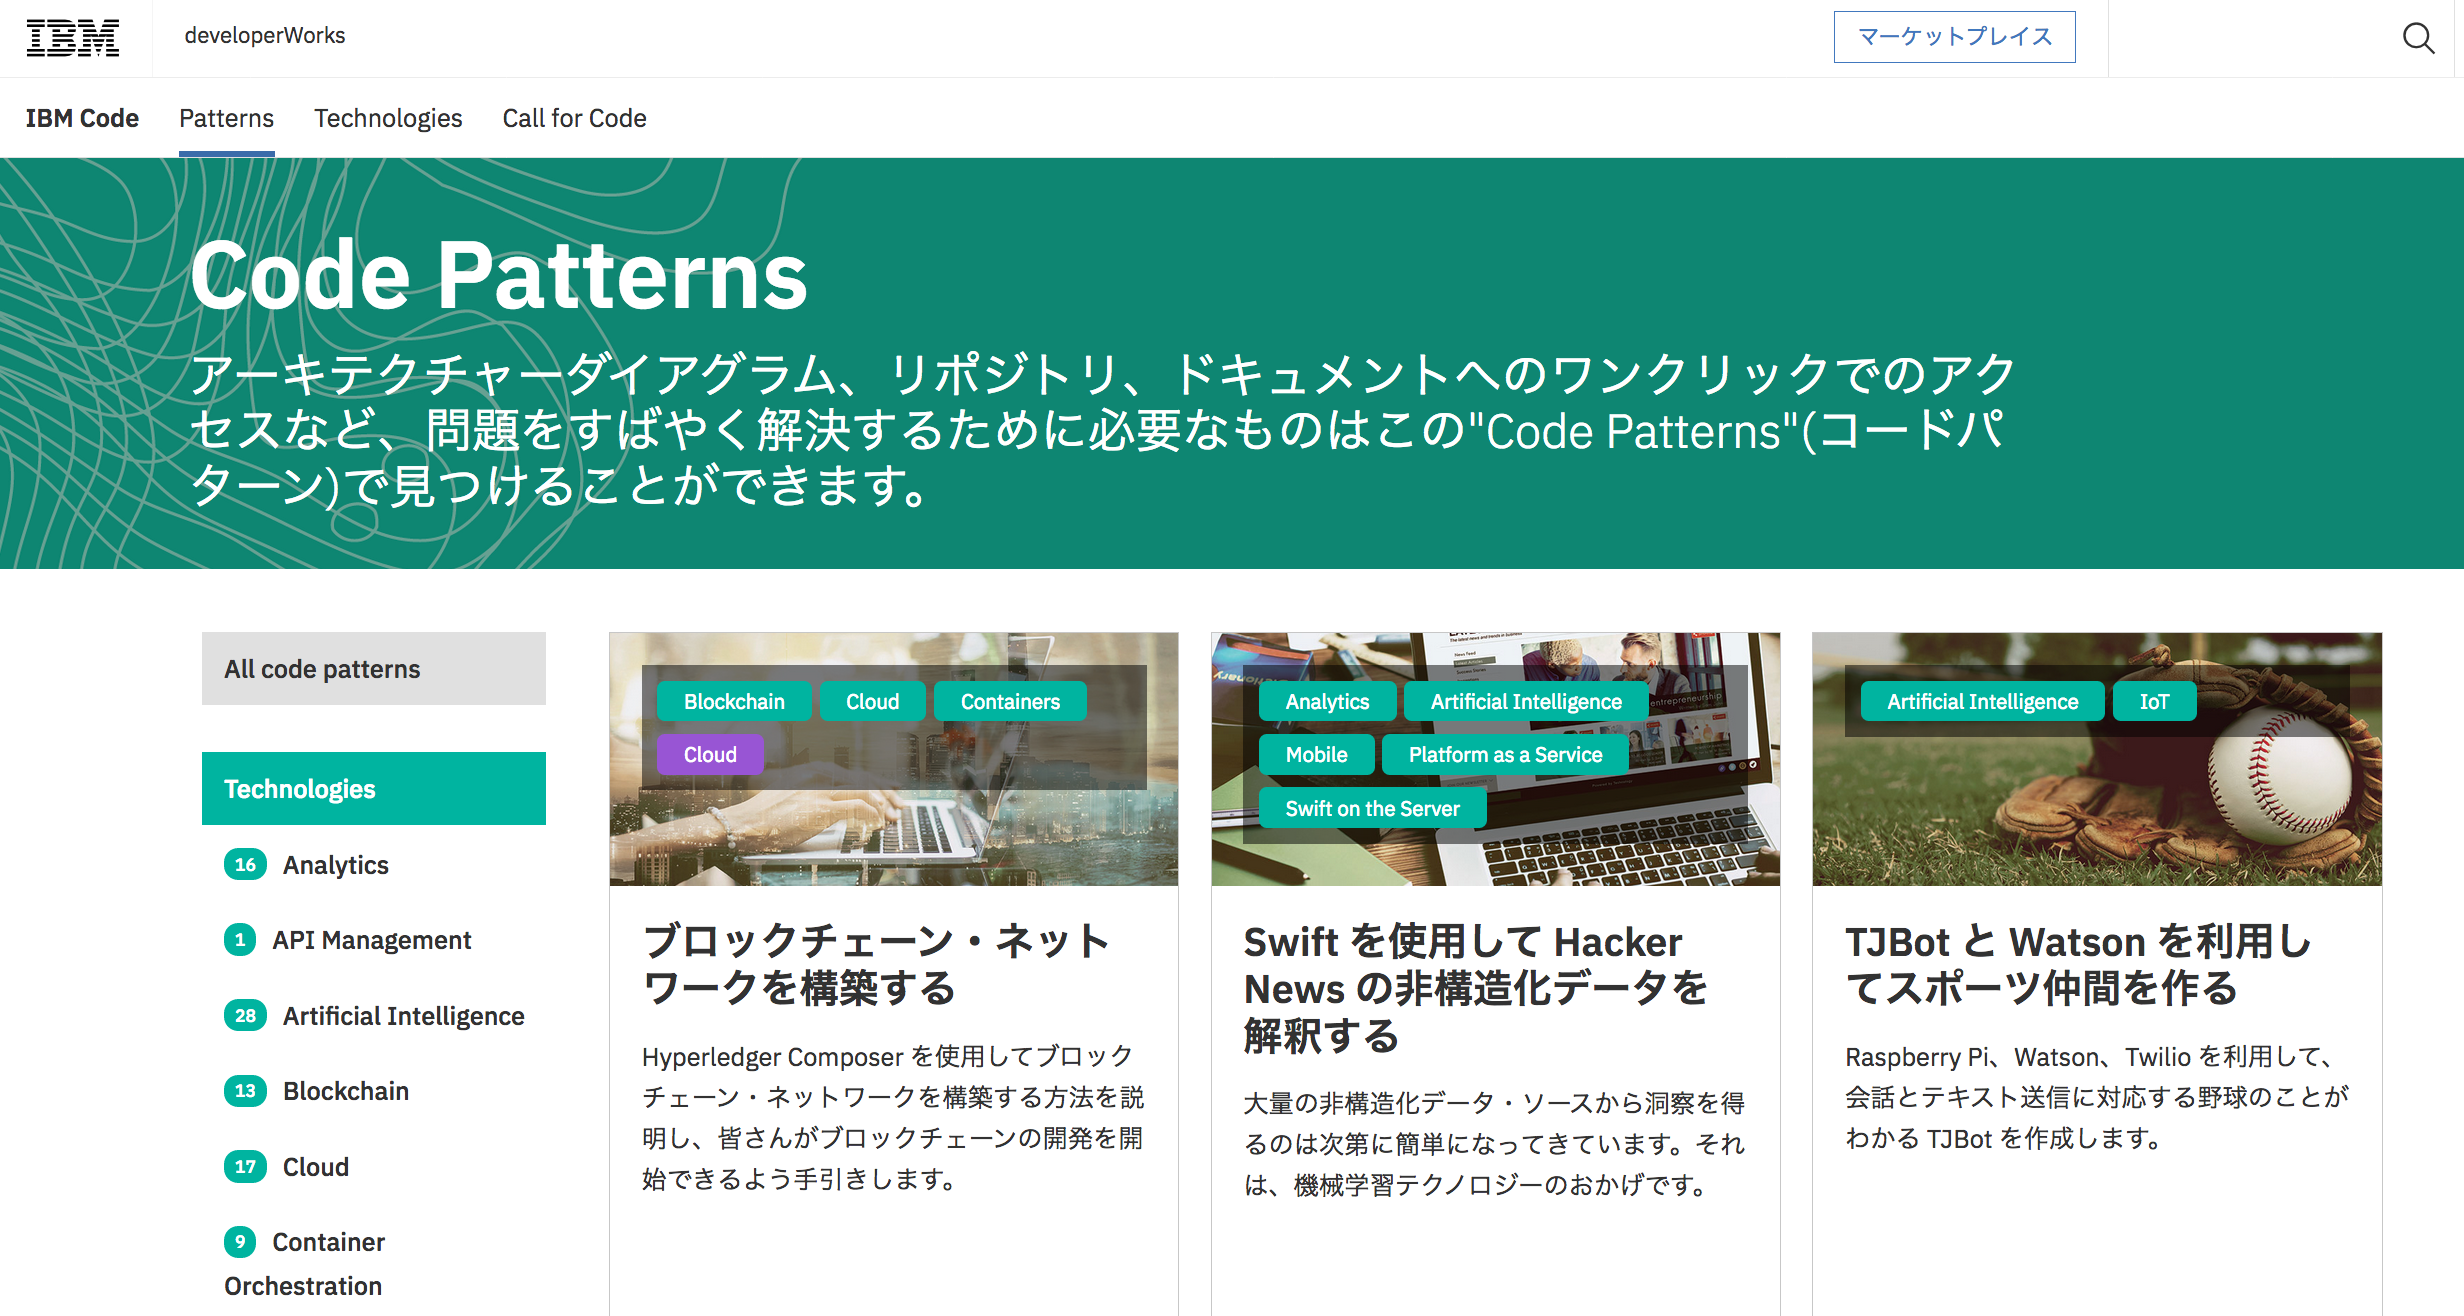 IBM
developerWorks
マーケットプレイス
IBM Code
Patterns
Technologies
Call for Code
Code Patterns
アーキテクチャーダイアグラム、リポジトリ、ドキュメントへのワンクリックでのアク
セスなど、問題をすばやく解決するために必要なものはこの"Code Patterns"(コードパ
ターン)で見つけることができます。
All code patterns
Technologies
16 Analytics
1 API Management
28 Artificial Intelligence
13 Blockchain
17 Cloud
9 Container
Orchestration
Blockchain
Cloud
Containers
Cloud
ブロックチェーン・ネット
ワークを構築する
Hyperledger Composer を使用してブロック
チェーン・ネットワークを構築する方法を説
明し、皆さんがブロックチェーンの開発を開
始できるよう手引きします。
Analytics
Artificial Intelligence
Mobile
Platform as a Service
Swift on the Server
entrepreneurship
Swift を使用して Hacker
News の非構造化データを
解釈する
大量の非構造化データ・ソースから洞察を得
るのは次第に簡単になってきています。それ
は、機械学習テクノロジーのおかげです。
Artificial Intelligence
IoT
TJBot と Watson を利用し
てスポーツ仲間を作る
Raspberry Pi、Watson、Twilio を利用して、
会話とテキスト送信に対応する野球のことが
わかる TJBot を作成します。